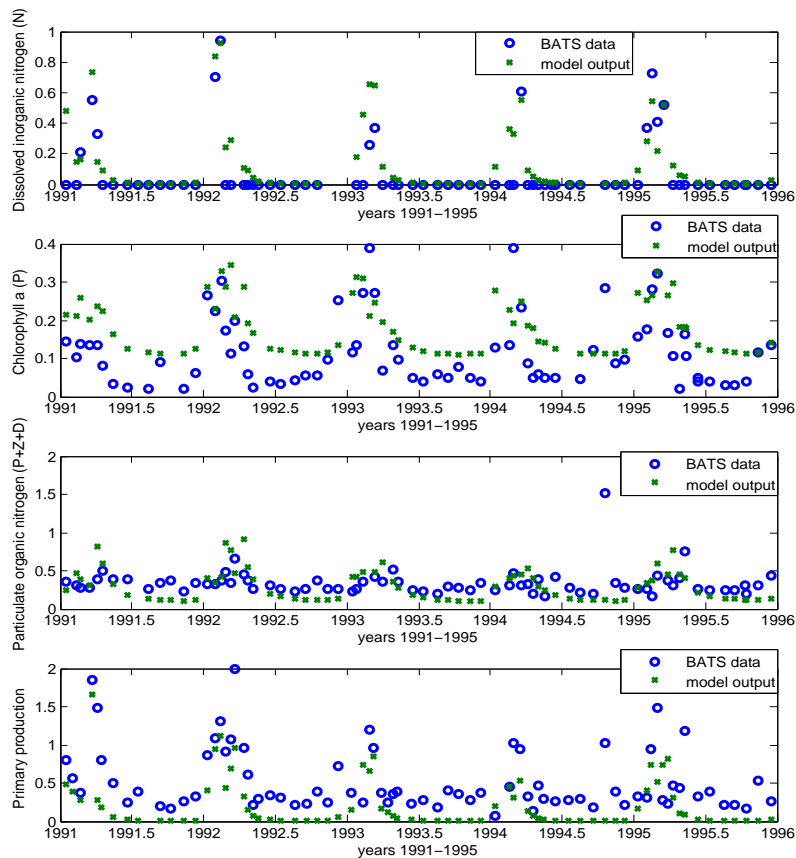 Dissolved inorganic nitrogen (N)
1
0.8
0.6
0.4
0.2
0
BATS data
model output
1991 1991.5 1992 1992.5 1993 1993.5 1994 1994.5 1995 1995.5 1996
years 1991−1995
Chlorophyll a (P)
0.4
0.3
0.2
0.1
0
BATS data
model output
1991 1991.5 1992 1992.5 1993 1993.5 1994 1994.5 1995 1995.5 1996
years 1991−1995
Particulate organic nitrogen (P+Z+D)
2
1.5
1
0.5
0
BATS data
model output
1991 1991.5 1992 1992.5 1993 1993.5 1994 1994.5 1995 1995.5 1996
years 1991−1995
Primary production
2
1.5
1
0.5
0
BATS data
model output
1991 1991.5 1992 1992.5 1993 1993.5 1994 1994.5 1995 1995.5 1996
years 1991−1995